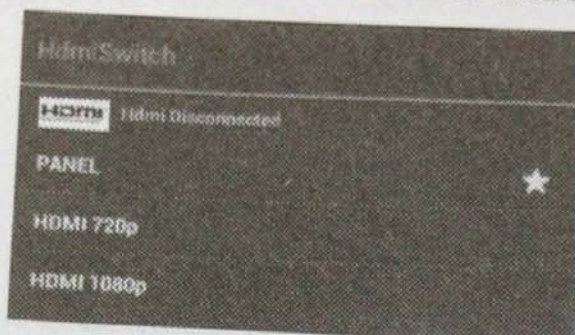 HdmiSwitch
HDMI Hdmi Disconnected
PANEL
HDMI 720p
HDMI 1080p